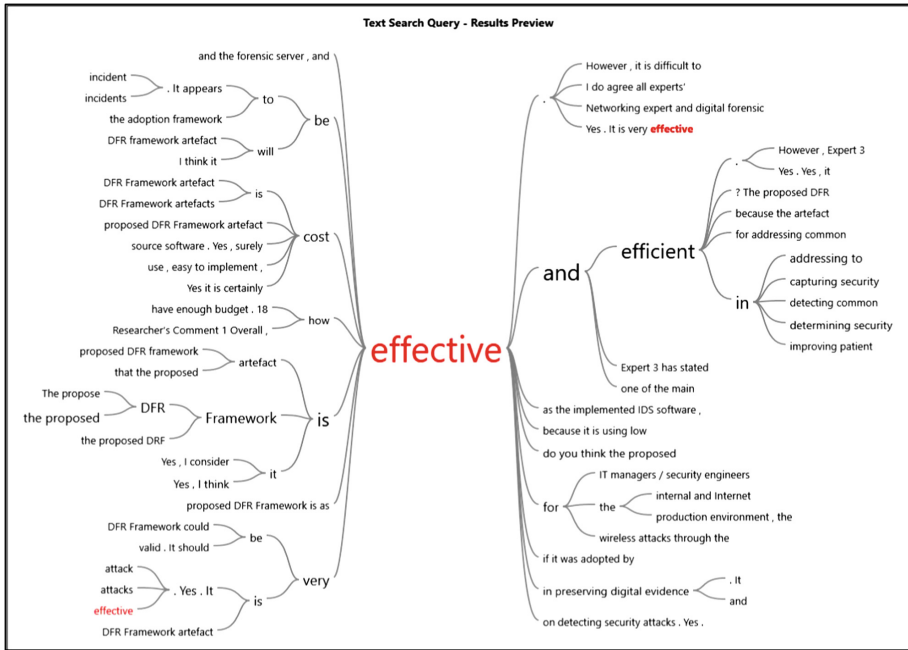 Text Search Query - Results Preview
and the forensic server , and
incident
incidents
. It appears
the adoption framework
to
DFR framework artefact
I think it
will
be
DFR Framework artefact
DFR Framework artefacts
is
proposed DFR Framework artefact
source software . Yes , surely
use , easy to implement ,
Yes it is certainly
cost
have enough budget . 18
Researcher's Comment 1 Overall ,
how
proposed DFR framework
that the proposed
artefact
The propose
the proposed
DFR
the proposed DRF
Framework
Yes , I consider
Yes , I think
it
is
proposed DFR Framework is as
DFR Framework could
valid . It should
be
attack
attacks
effective
. Yes . It
DFR Framework artefact
is
very
effective
.
However , it is difficult to
I do agree all experts'
Networking expert and digital forensic
Yes . It is very effective
and
efficient
.
However , Expert 3
Yes . Yes , it
? The proposed DFR
because the artefact
for addressing common
in
addressing to
capturing security
detecting common
determining security
improving patient
Expert 3 has stated
one of the main
as the implemented IDS software ,
because it is using low
do you think the proposed
for
IT managers / security engineers
the
internal and Internet
production environment , the
wireless attacks through the
if it was adopted by
in preserving digital evidence
. It
and
on detecting security attacks . Yes .